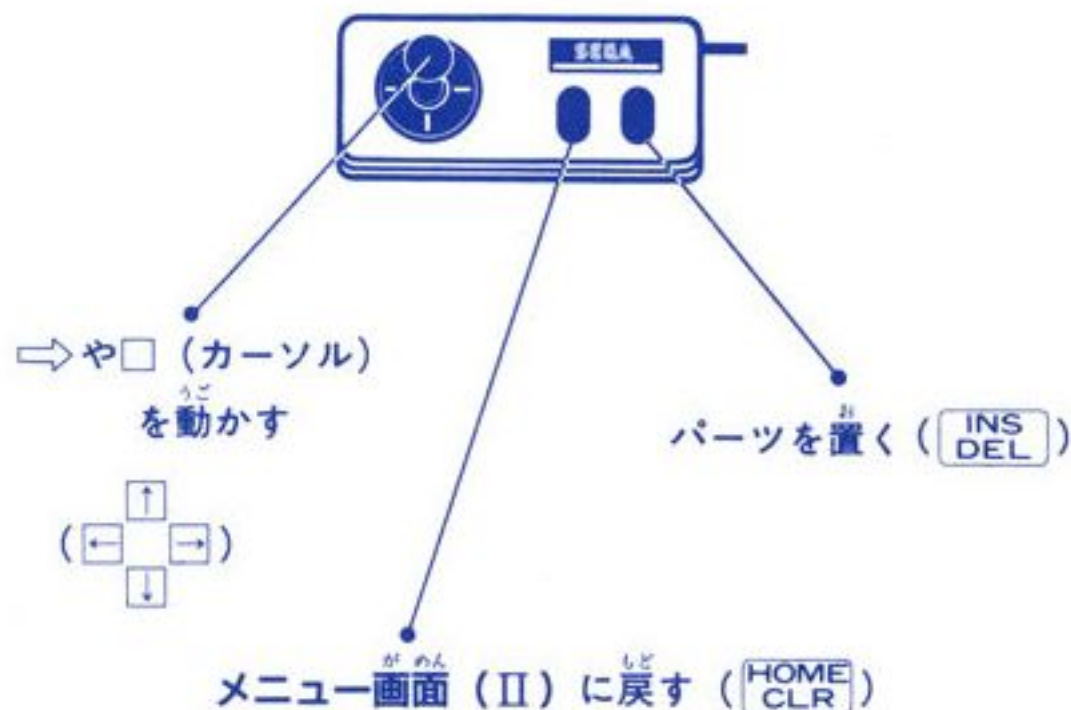 SEGA
⇨や□(カーソル)
を動かす
(↑←→↓)
パーツを置く(INS DEL)
メニュー画面(II)に戻す(HOME CLR)